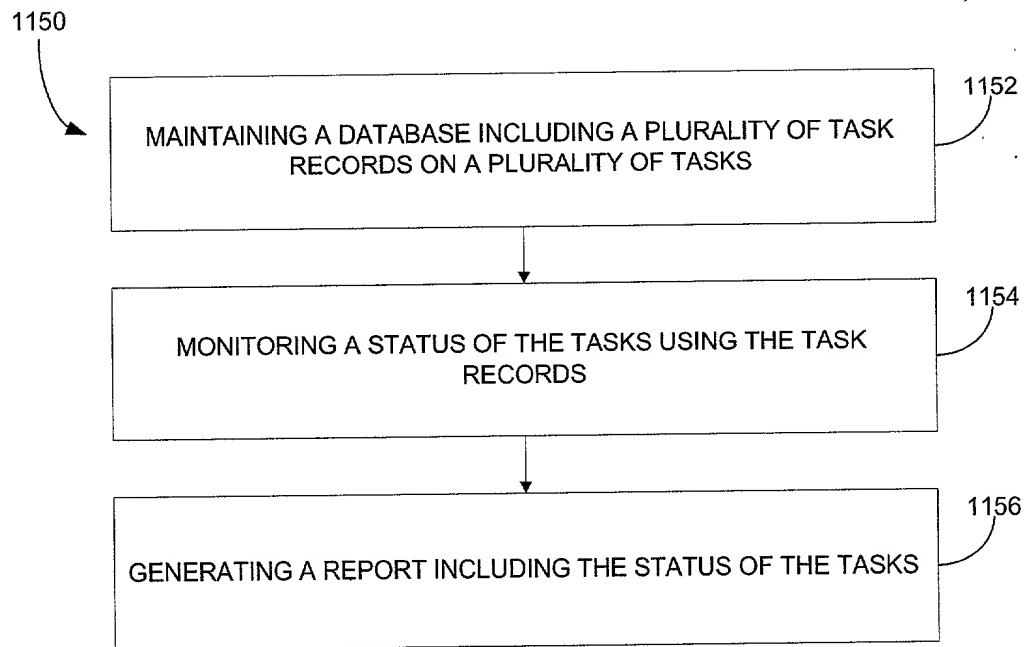 1150
1152
MAINTAINING A DATABASE INCLUDING A PLURALITY OF TASK
RECORDS ON A PLURALITY OF TASKS
1154
MONITORING A STATUS OF THE TASKS USING THE TASK
RECORDS
1156
GENERATING A REPORT INCLUDING THE STATUS OF THE TASKS